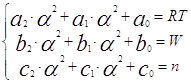 a₂·α² + a₁·α² + a₀ = RT
b₂·α² + b₁·α² + b₀ = W
c₂·α² + c₁·α² + c₀ = n